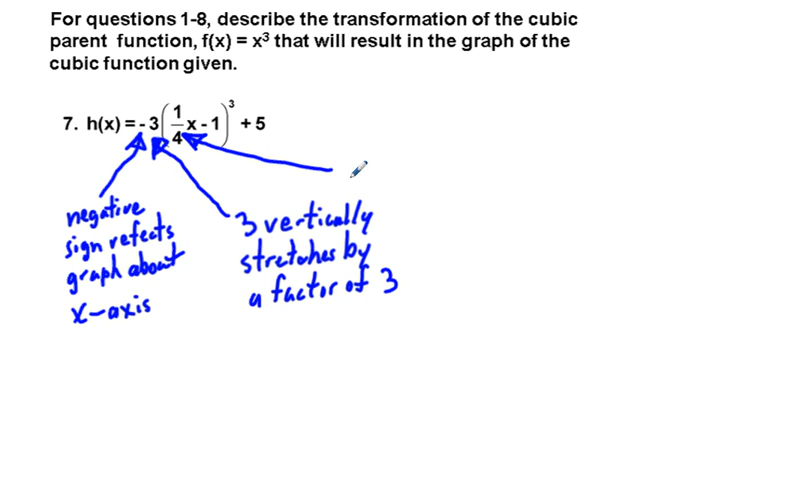 For questions 1-8, describe the transformation of the cubic
parent function, f(x) = x³ that will result in the graph of the
cubic function given.
7. h(x) = - 3(1/4 x - 1)³ + 5
negative
sign refects
graph about
x-axis
3 vertically
stretches by
a factor of 3